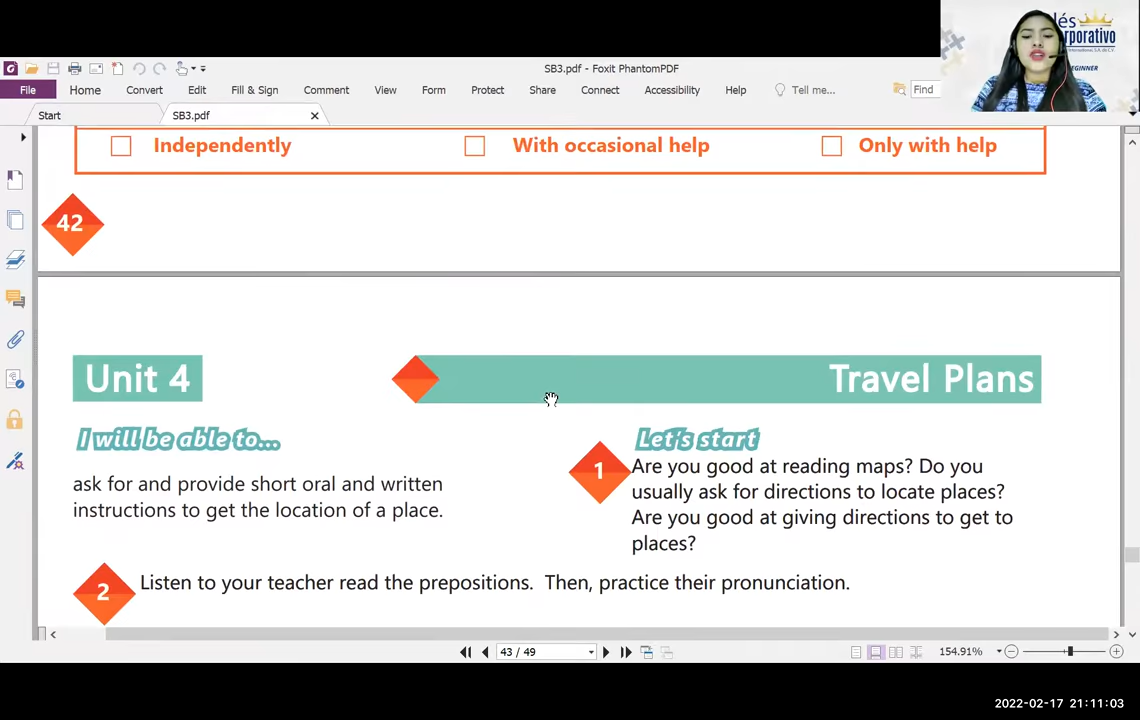 lés
orporativo
International, S.A. de C.V.
EGINNER
SB3.pdf - Foxit PhantomPDF
File Home Convert Edit Fill & Sign Comment View Form Protect Share Connect Accessibility Help Tell me... Find
Start SB3.pdf
Independently With occasional help Only with help
42
Unit 4 Travel Plans
I will be able to...
ask for and provide short oral and written
instructions to get the location of a place.
Let's start
1 Are you good at reading maps? Do you
usually ask for directions to locate places?
Are you good at giving directions to get to
places?
2 Listen to your teacher read the prepositions. Then, practice their pronunciation.
43 / 49 154.91%
2022-02-17 21:11:03